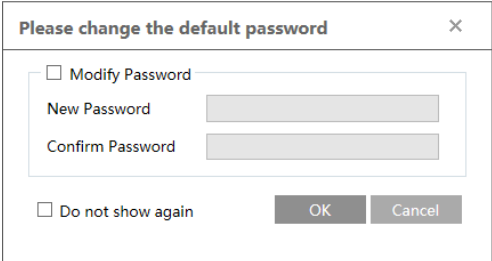 Please change the default password
Modify Password
New Password
Confirm Password
Do not show again
OK
Cancel